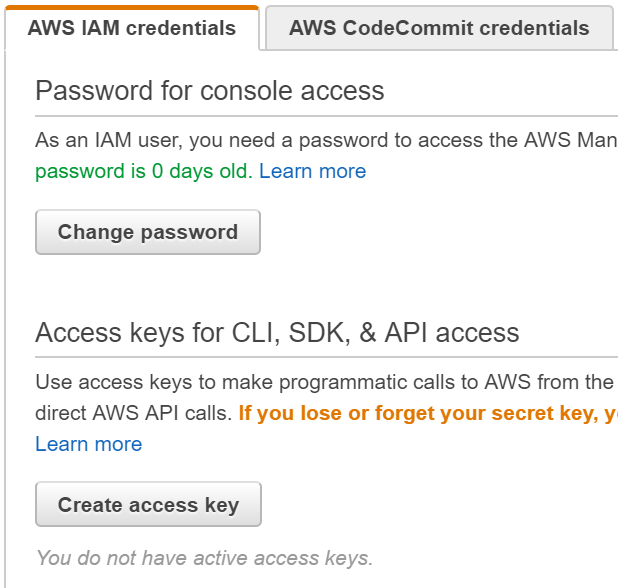 AWS IAM credentials AWS CodeCommit credentials
Password for console access
As an IAM user, you need a password to access the AWS Man
password is 0 days old. Learn more
Change password
Access keys for CLI, SDK, & API access
Use access keys to make programmatic calls to AWS from the
direct AWS API calls. If you lose or forget your secret key, y
Learn more
Create access key
You do not have active access keys.